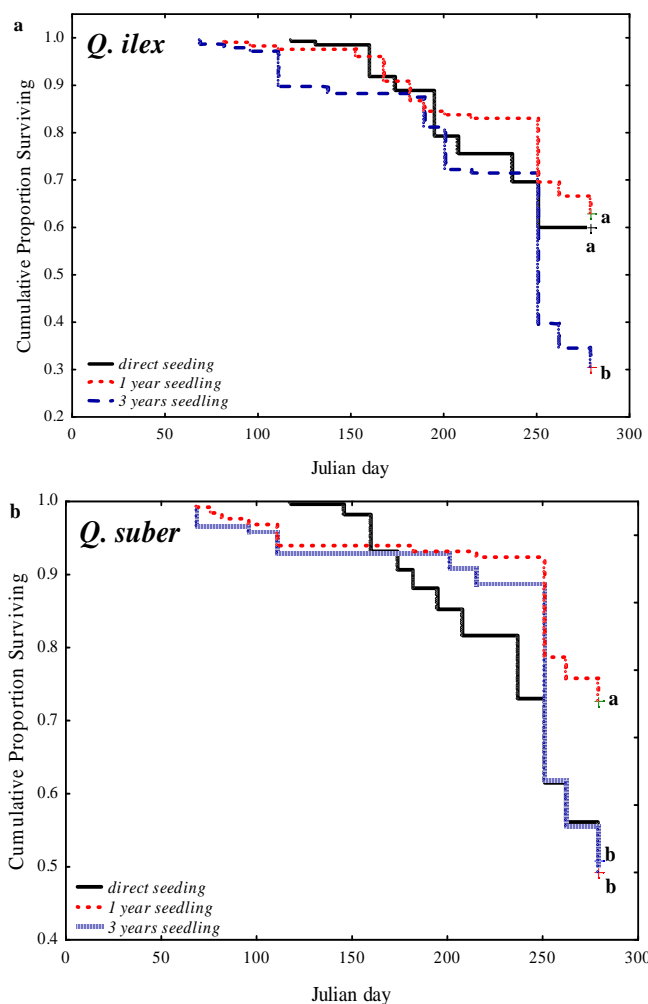 a
Q. ilex
Cumulative Proportion Surviving
1.0
0.9
0.8
0.7
0.6
0.5
0.4
0.3
0.2
a
a
b
direct seeding
1 year seedling
3 years seedling
0 50 100 150 200 250 300
Julian day
b
Q. suber
Cumulative Proportion Surviving
1.0
0.9
0.8
0.7
0.6
0.5
0.4
a
b
b
direct seeding
1 year seedling
3 years seedling
0 50 100 150 200 250 300
Julian day